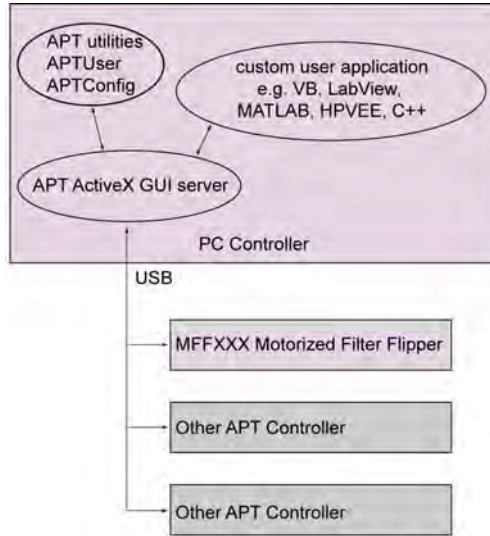 APT utilities
APTUser
APTConfig
custom user application
e.g. VB, LabView,
MATLAB, HPVEE, C++
APT ActiveX GUI server
PC Controller
USB
MFFXXX Motorized Filter Flipper
Other APT Controller
Other APT Controller